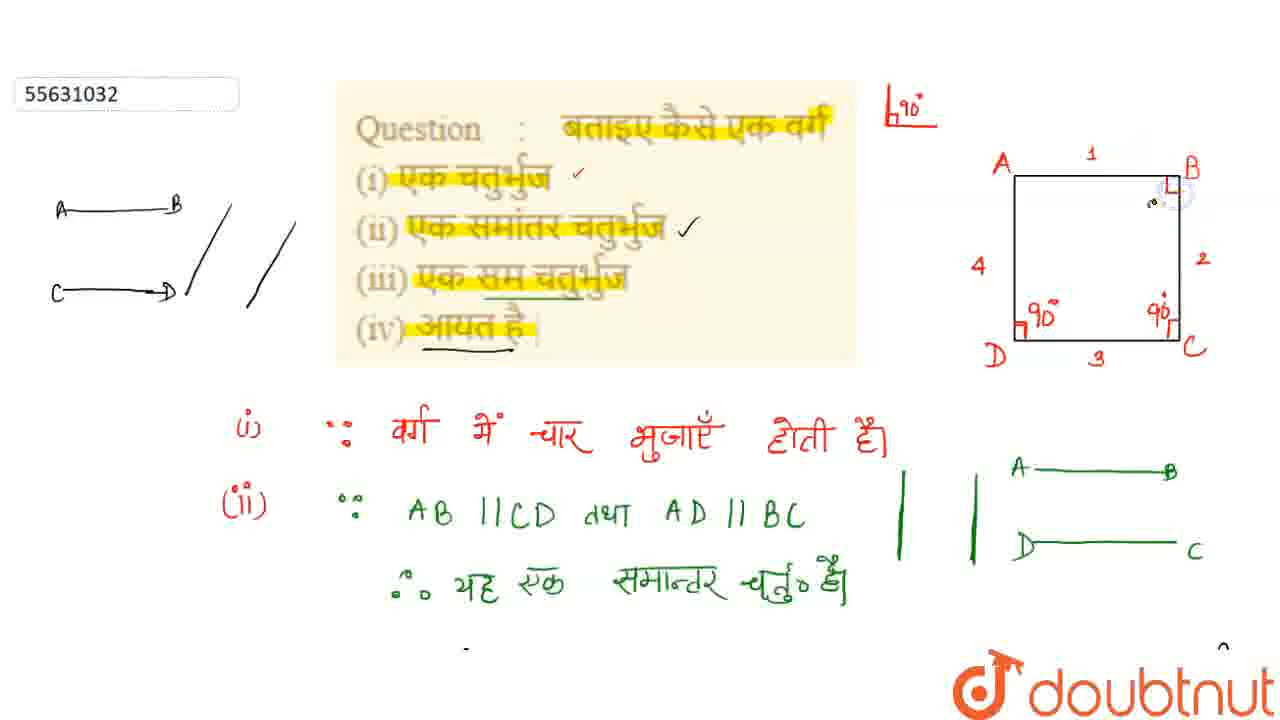 55631032
Question : बताइए कैसे एक वर्ग
(i) एक चतुर्भुज
(ii) एक समांतर चतुर्भुज
(iii) एक सम चतुर्भुज
(iv) आयत है |
90°
A 1 B
4 2
90° 90°
D 3 C
A B
C D
(i) ∵ वर्ग में चार भुजाएँ होती हैं।
(ii) ∵ AB || CD तथा AD || BC
∴ यह एक समान्तर चर्तु० है।
A B
D C
doubtnut